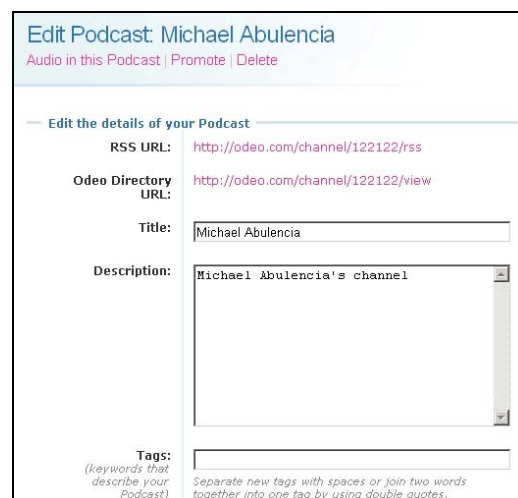 Edit Podcast: Michael Abulencia
Audio in this Podcast | Promote | Delete
Edit the details of your Podcast
RSS URL: http://odeo.com/channel/122122/rss
Odeo Directory URL: http://odeo.com/channel/122122/view
Title: Michael Abulencia
Description: Michael Abulencia's channel
Tags:
(keywords that
describe your
Podcast)
Separate new tags with spaces or join two words
together into one tag by using double quotes.